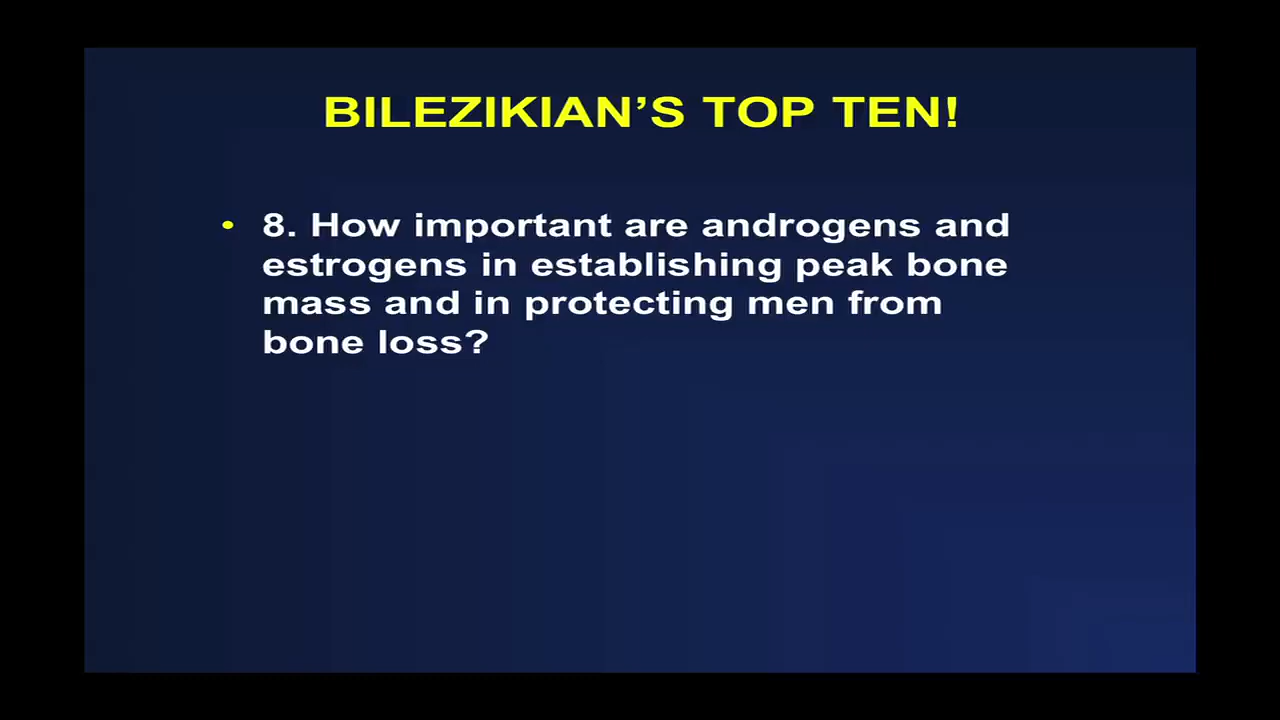 BILEZIKIAN’S TOP TEN!
• 8. How important are androgens and
estrogens in establishing peak bone
mass and in protecting men from
bone loss?